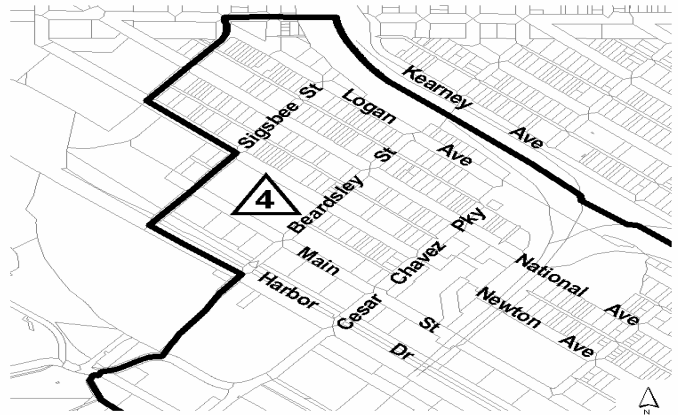 Kearney Ave
Sigsbee St
Logan Ave
Beardsley St
4
Cesar Chavez Pky
Main St
Harbor Dr
National Ave
Newton Ave
N